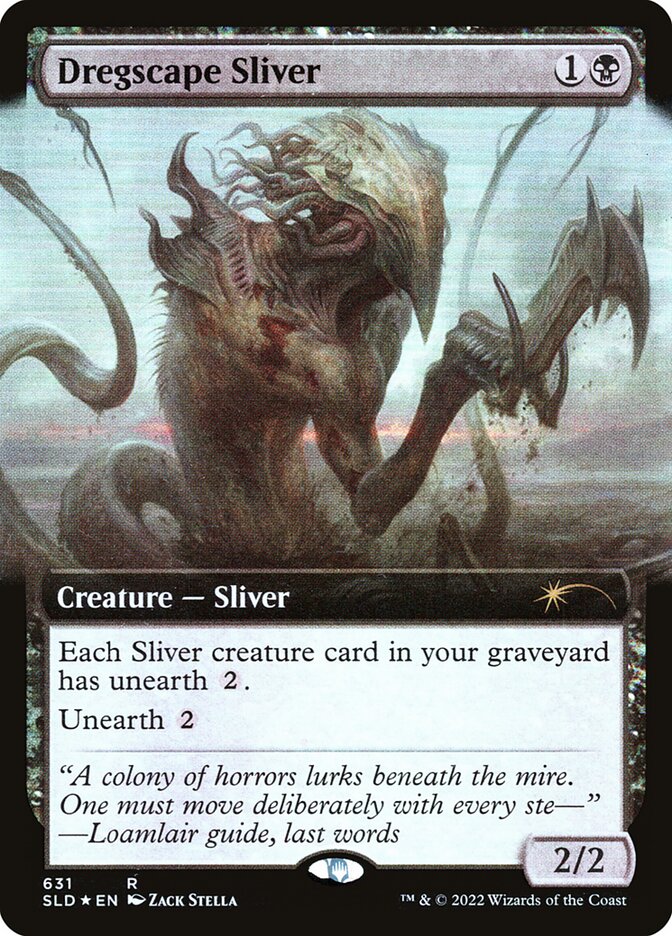 Dregscape Sliver 1
Creature — Sliver
Each Sliver creature card in your graveyard
has unearth 2.
Unearth 2
“A colony of horrors lurks beneath the mire.
One must move deliberately with every ste—”
—Loamlair guide, last words
2/2
631 R
SLD ★ EN Zack Stella
™ & © 2022 Wizards of the Coast